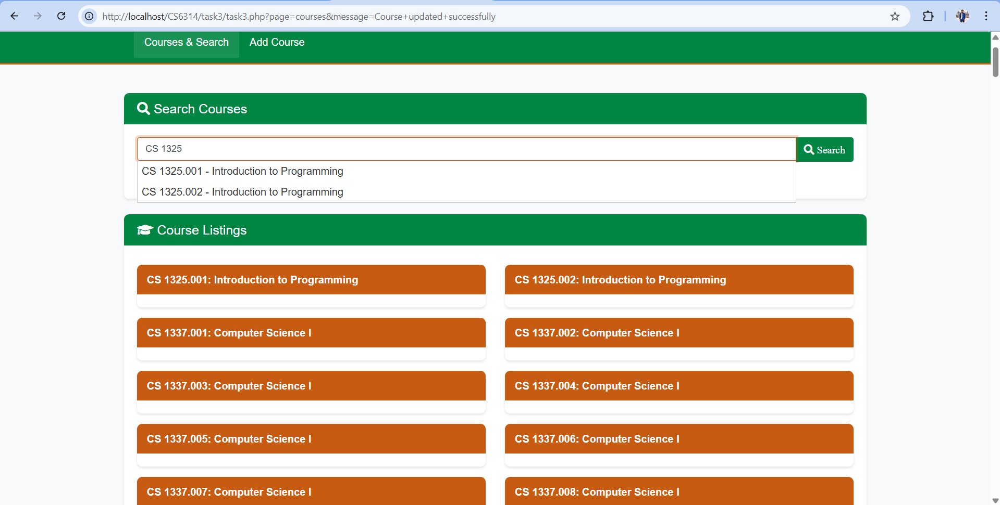 http://localhost/CS6314/task3/task3.php?page=courses&message=Course+updated+successfully
Courses & Search
Add Course
Search Courses
CS 1325
Search
CS 1325.001 - Introduction to Programming
CS 1325.002 - Introduction to Programming
Course Listings
CS 1325.001: Introduction to Programming
CS 1325.002: Introduction to Programming
CS 1337.001: Computer Science I
CS 1337.002: Computer Science I
CS 1337.003: Computer Science I
CS 1337.004: Computer Science I
CS 1337.005: Computer Science I
CS 1337.006: Computer Science I
CS 1337.007: Computer Science I
CS 1337.008: Computer Science I